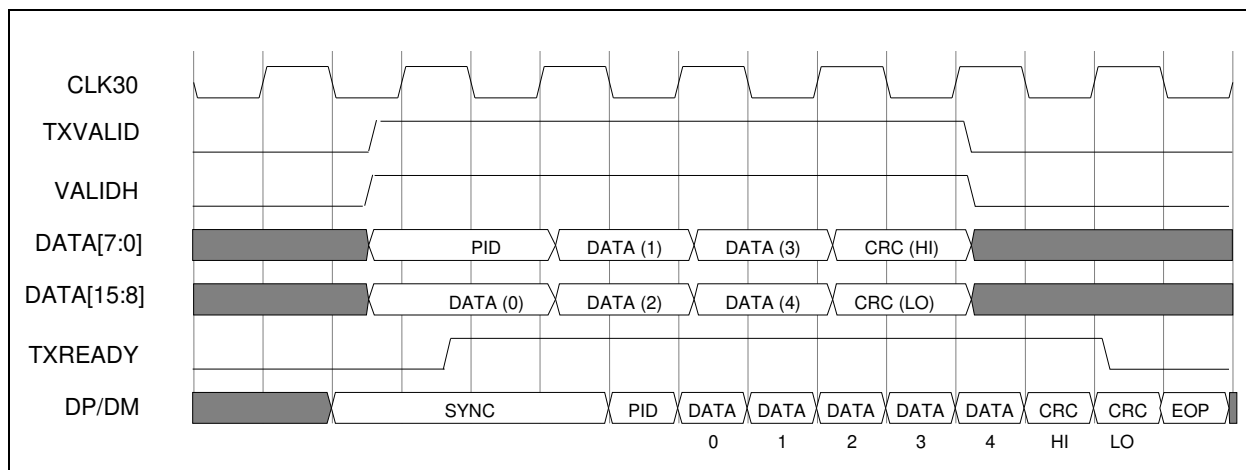 CLK30
TXVALID
VALIDH
DATA[7:0] PID DATA (1) DATA (3) CRC (HI)
DATA[15:8] DATA (0) DATA (2) DATA (4) CRC (LO)
TXREADY
DP/DM SYNC PID DATA DATA DATA DATA DATA CRC CRC EOP
0 1 2 3 4 HI LO